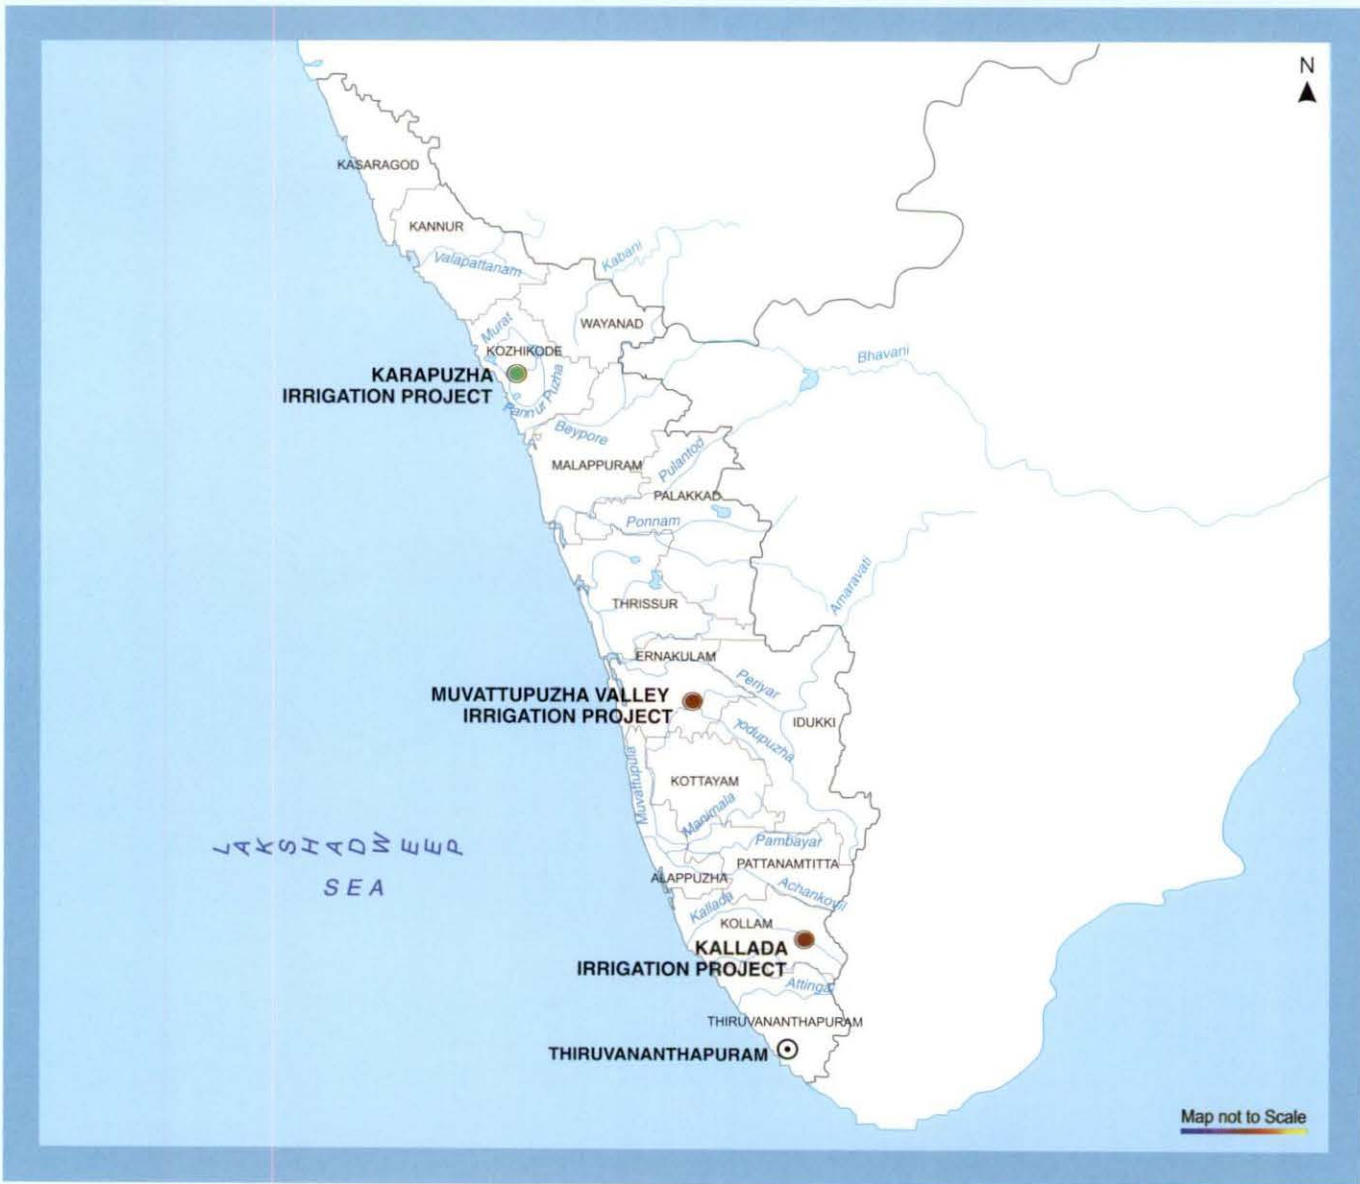 N
KASARAGOD
KANNUR
Valapattanam
Kabani
Murat
WAYANAD
KOZHIKODE
Bhavani
KARAPUZHA
IRRIGATION PROJECT
Pannur Puzha
Beypore
MALAPPURAM
Pulantod
PALAKKAD
Ponnam
Amaravati
THRISSUR
ERNAKULAM
Periyar
MUVATTUPUZHA VALLEY
IRRIGATION PROJECT
IDUKKI
Todupuzha
Muvattupula
KOTTAYAM
Manimala
Pambayar
LAKSHADWEEP
SEA
PATTANAMTITTA
ALAPPUZHA
Achankovil
Kallada
KOLLAM
KALLADA
IRRIGATION PROJECT
Attingal
THIRUVANANTHAPURAM
THIRUVANANTHAPURAM
Map not to Scale